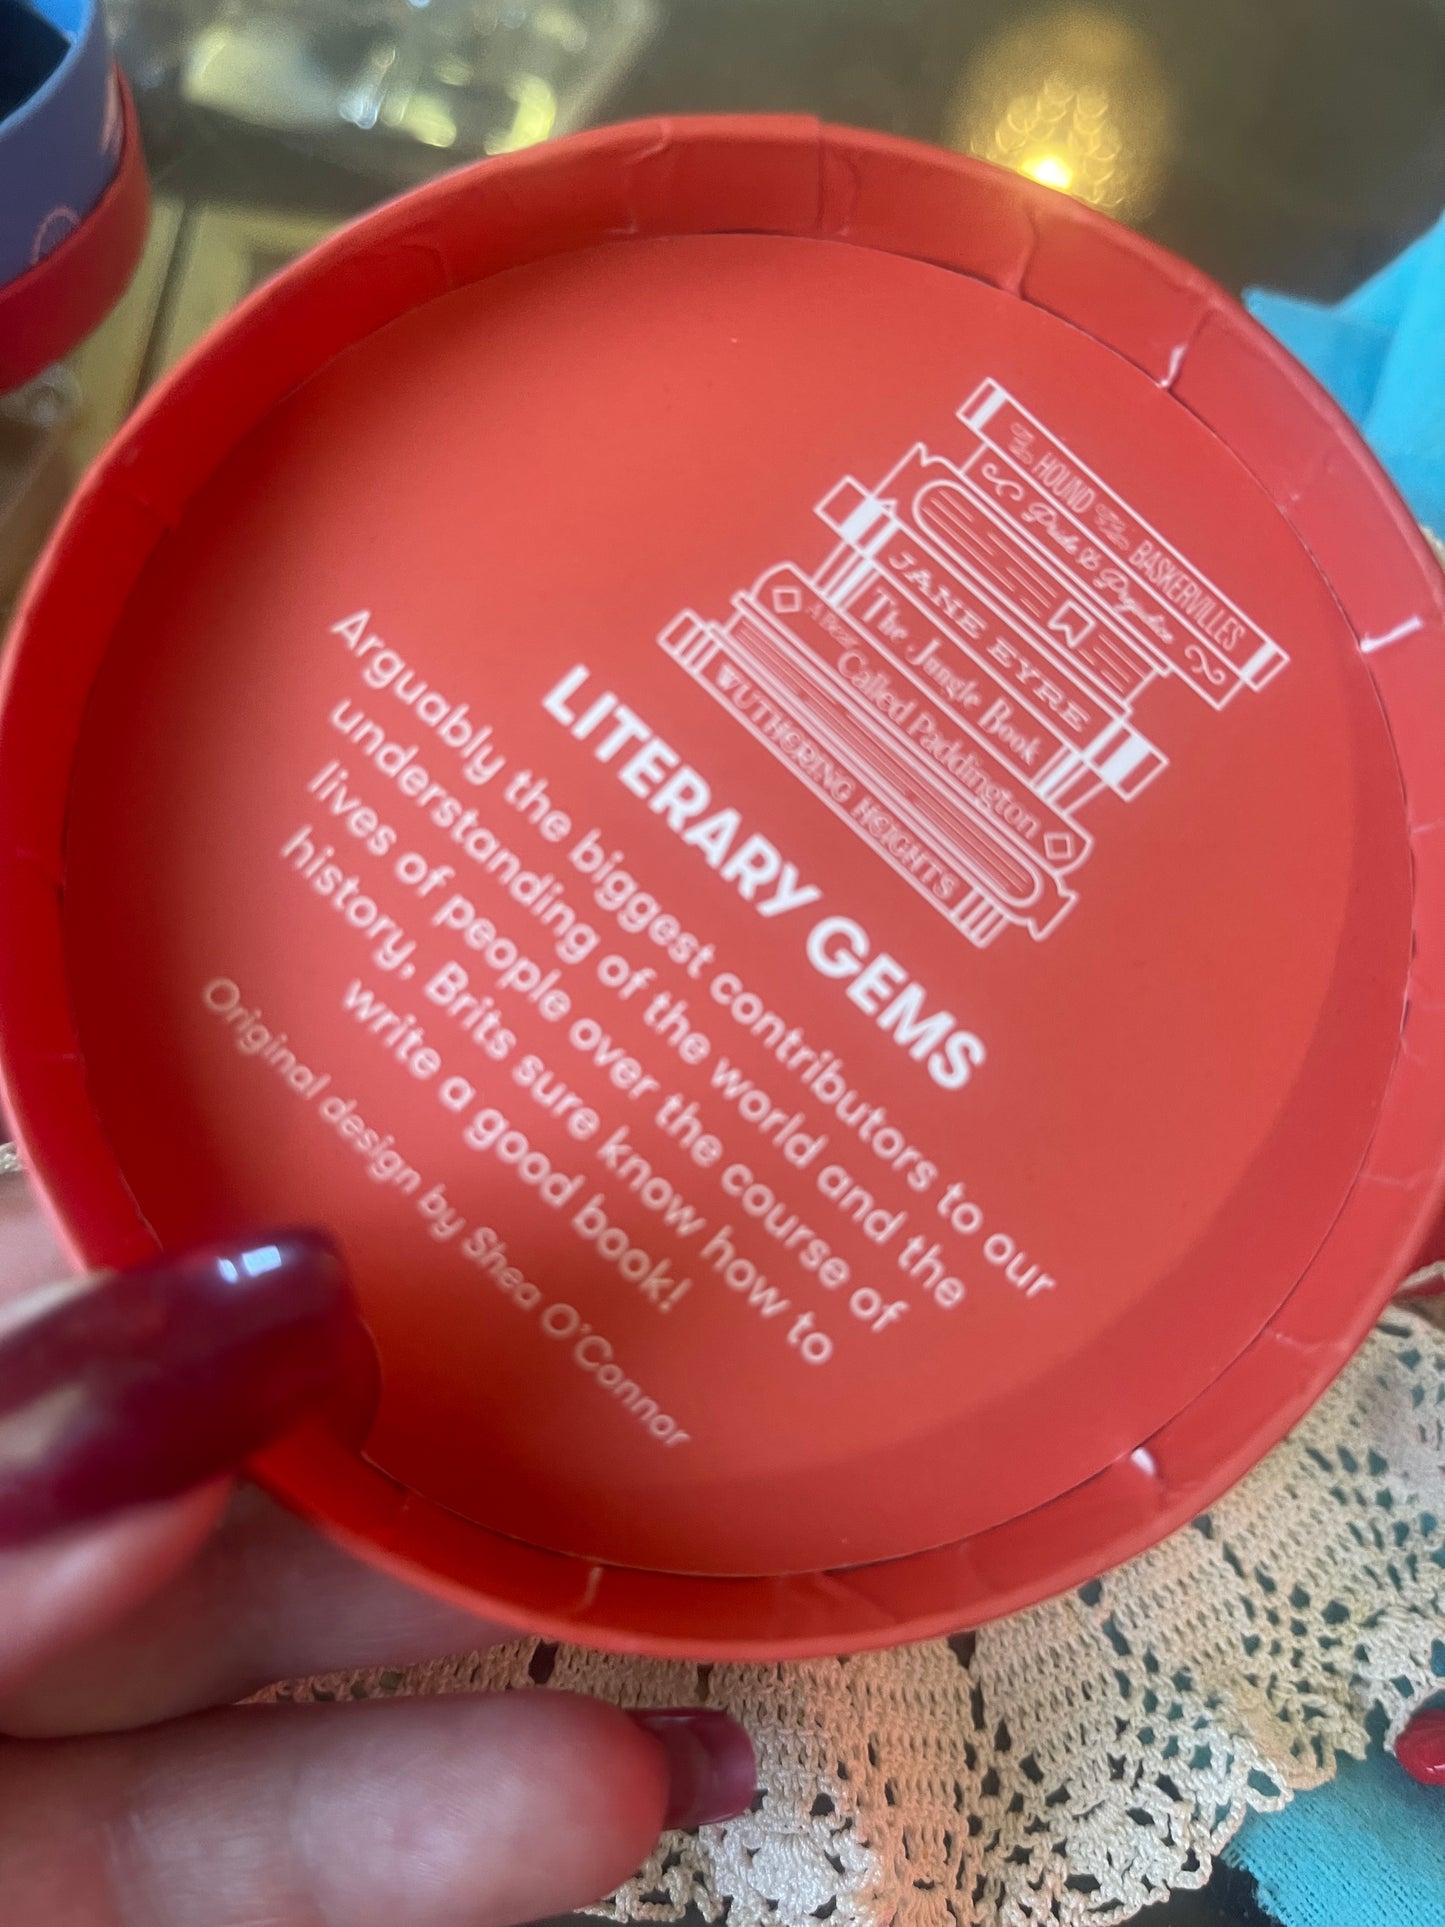 The HOUND of the BASKERVILLES
Pride & Prejudice
JANE EYRE
The Jungle Book
A Bear Called Paddington
WUTHERING HEIGHTS
LITERARY GEMS
Arguably the biggest contributors to our
understanding of the world and the
lives of people over the course of
history, Brits sure know how to
write a good book!
Original design by Shea O'Connor